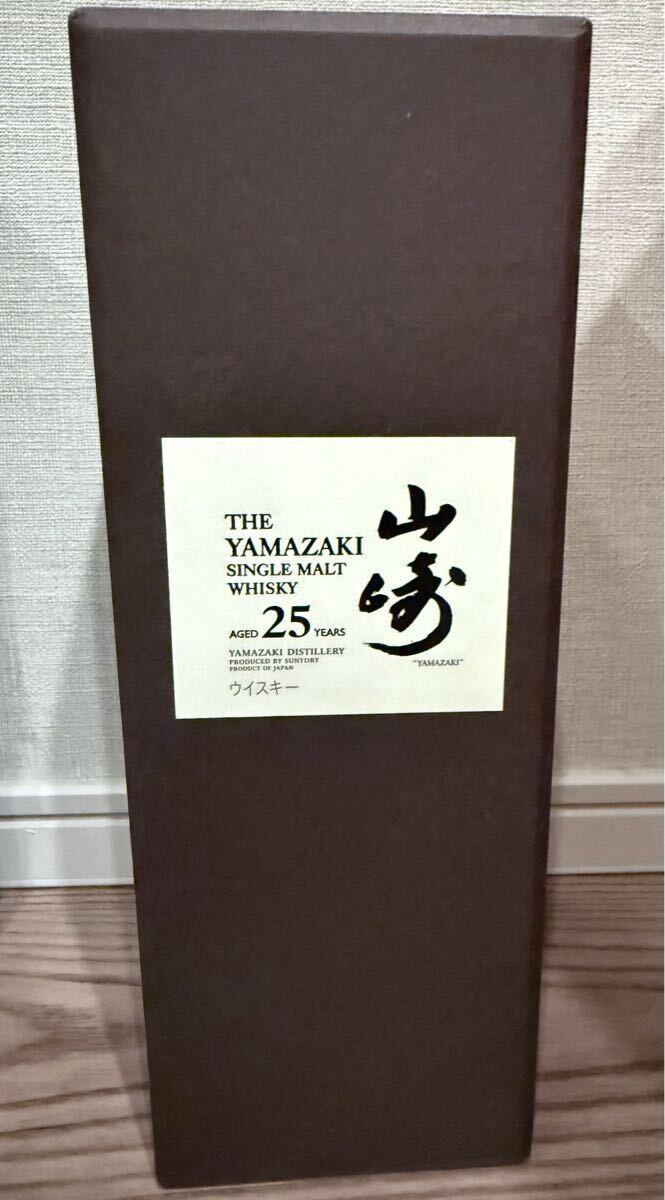 THE
YAMAZAKI
SINGLE MALT
WHISKY
AGED 25 YEARS
YAMAZAKI DISTILLERY
PRODUCED BY SUNTORY
PRODUCT OF JAPAN
ウイスキー
山崎
"YAMAZAKI"